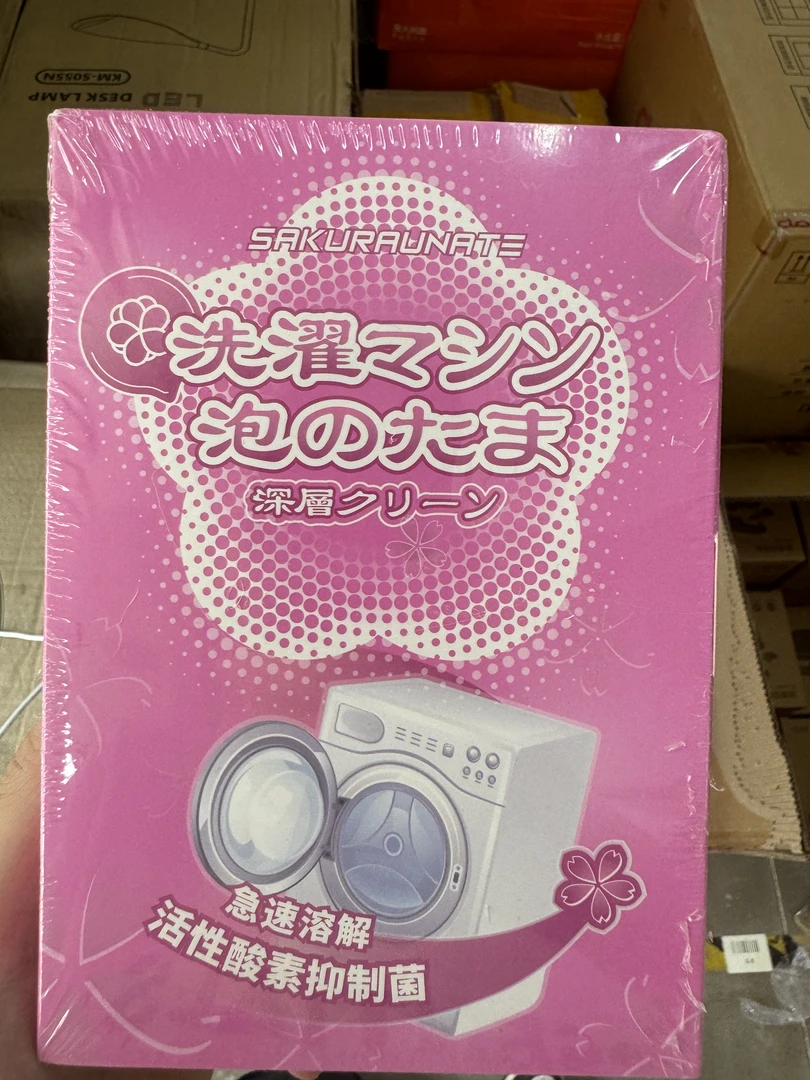 KM-S055N
LED DESK LAMP
SAKURAUNATE
洗濯マシン
泡のたま
深層クリーン
急速溶解
活性酸素抑制菌